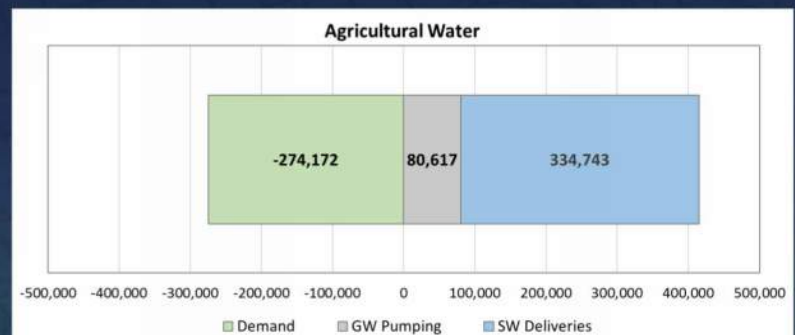 Agricultural Water
-274,172 80,617 334,743
-500,000 -400,000 -300,000 -200,000 -100,000 0 100,000 200,000 300,000 400,000 500,000
Demand GW Pumping SW Deliveries